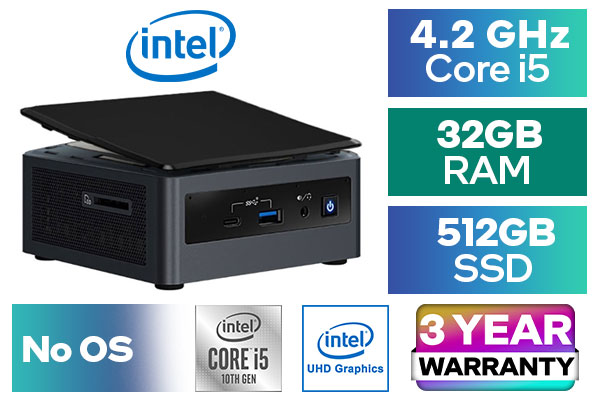 intel
4.2 GHz
Core i5
32GB
RAM
512GB
SSD
No OS
intel
CORE i5
10TH GEN
intel
UHD Graphics
3 YEAR
WARRANTY